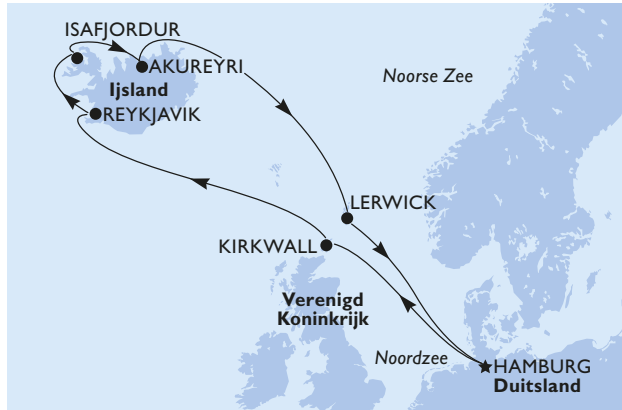 ISAFJORDUR
AKUREYRI
Ijsland
REYKJAVIK
Noorse Zee
LERWICK
KIRKWALL
Verenigd
Koninkrijk
Noordzee
HAMBURG
Duitsland